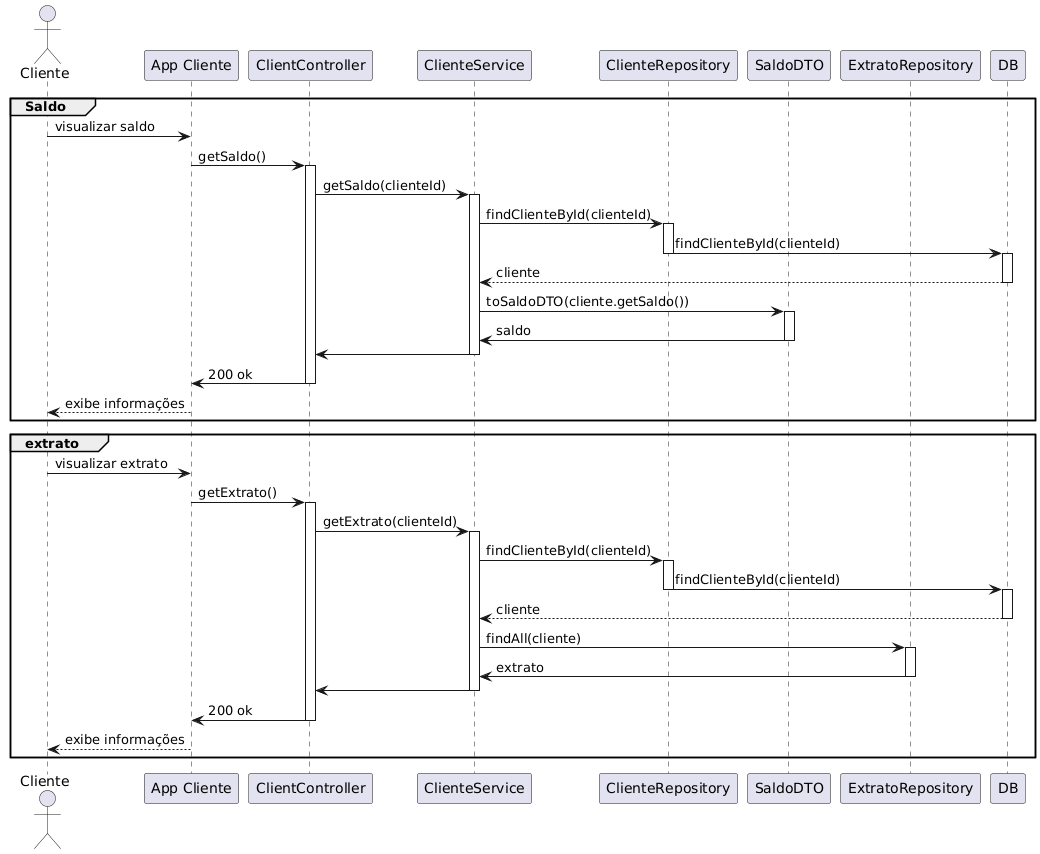 Cliente
App Cliente
ClientController
ClienteService
ClienteRepository
SaldoDTO
ExtratoRepository
DB
Saldo
visualizar saldo
getSaldo()
getSaldo(clienteId)
findClienteById(clienteId)
findClienteById(clienteId)
cliente
toSaldoDTO(cliente.getSaldo())
saldo
200 ok
exibe informações
extrato
visualizar extrato
getExtrato()
getExtrato(clienteId)
findClienteById(clienteId)
findClienteById(clienteId)
cliente
findAll(cliente)
extrato
200 ok
exibe informações
Cliente
App Cliente
ClientController
ClienteService
ClienteRepository
SaldoDTO
ExtratoRepository
DB